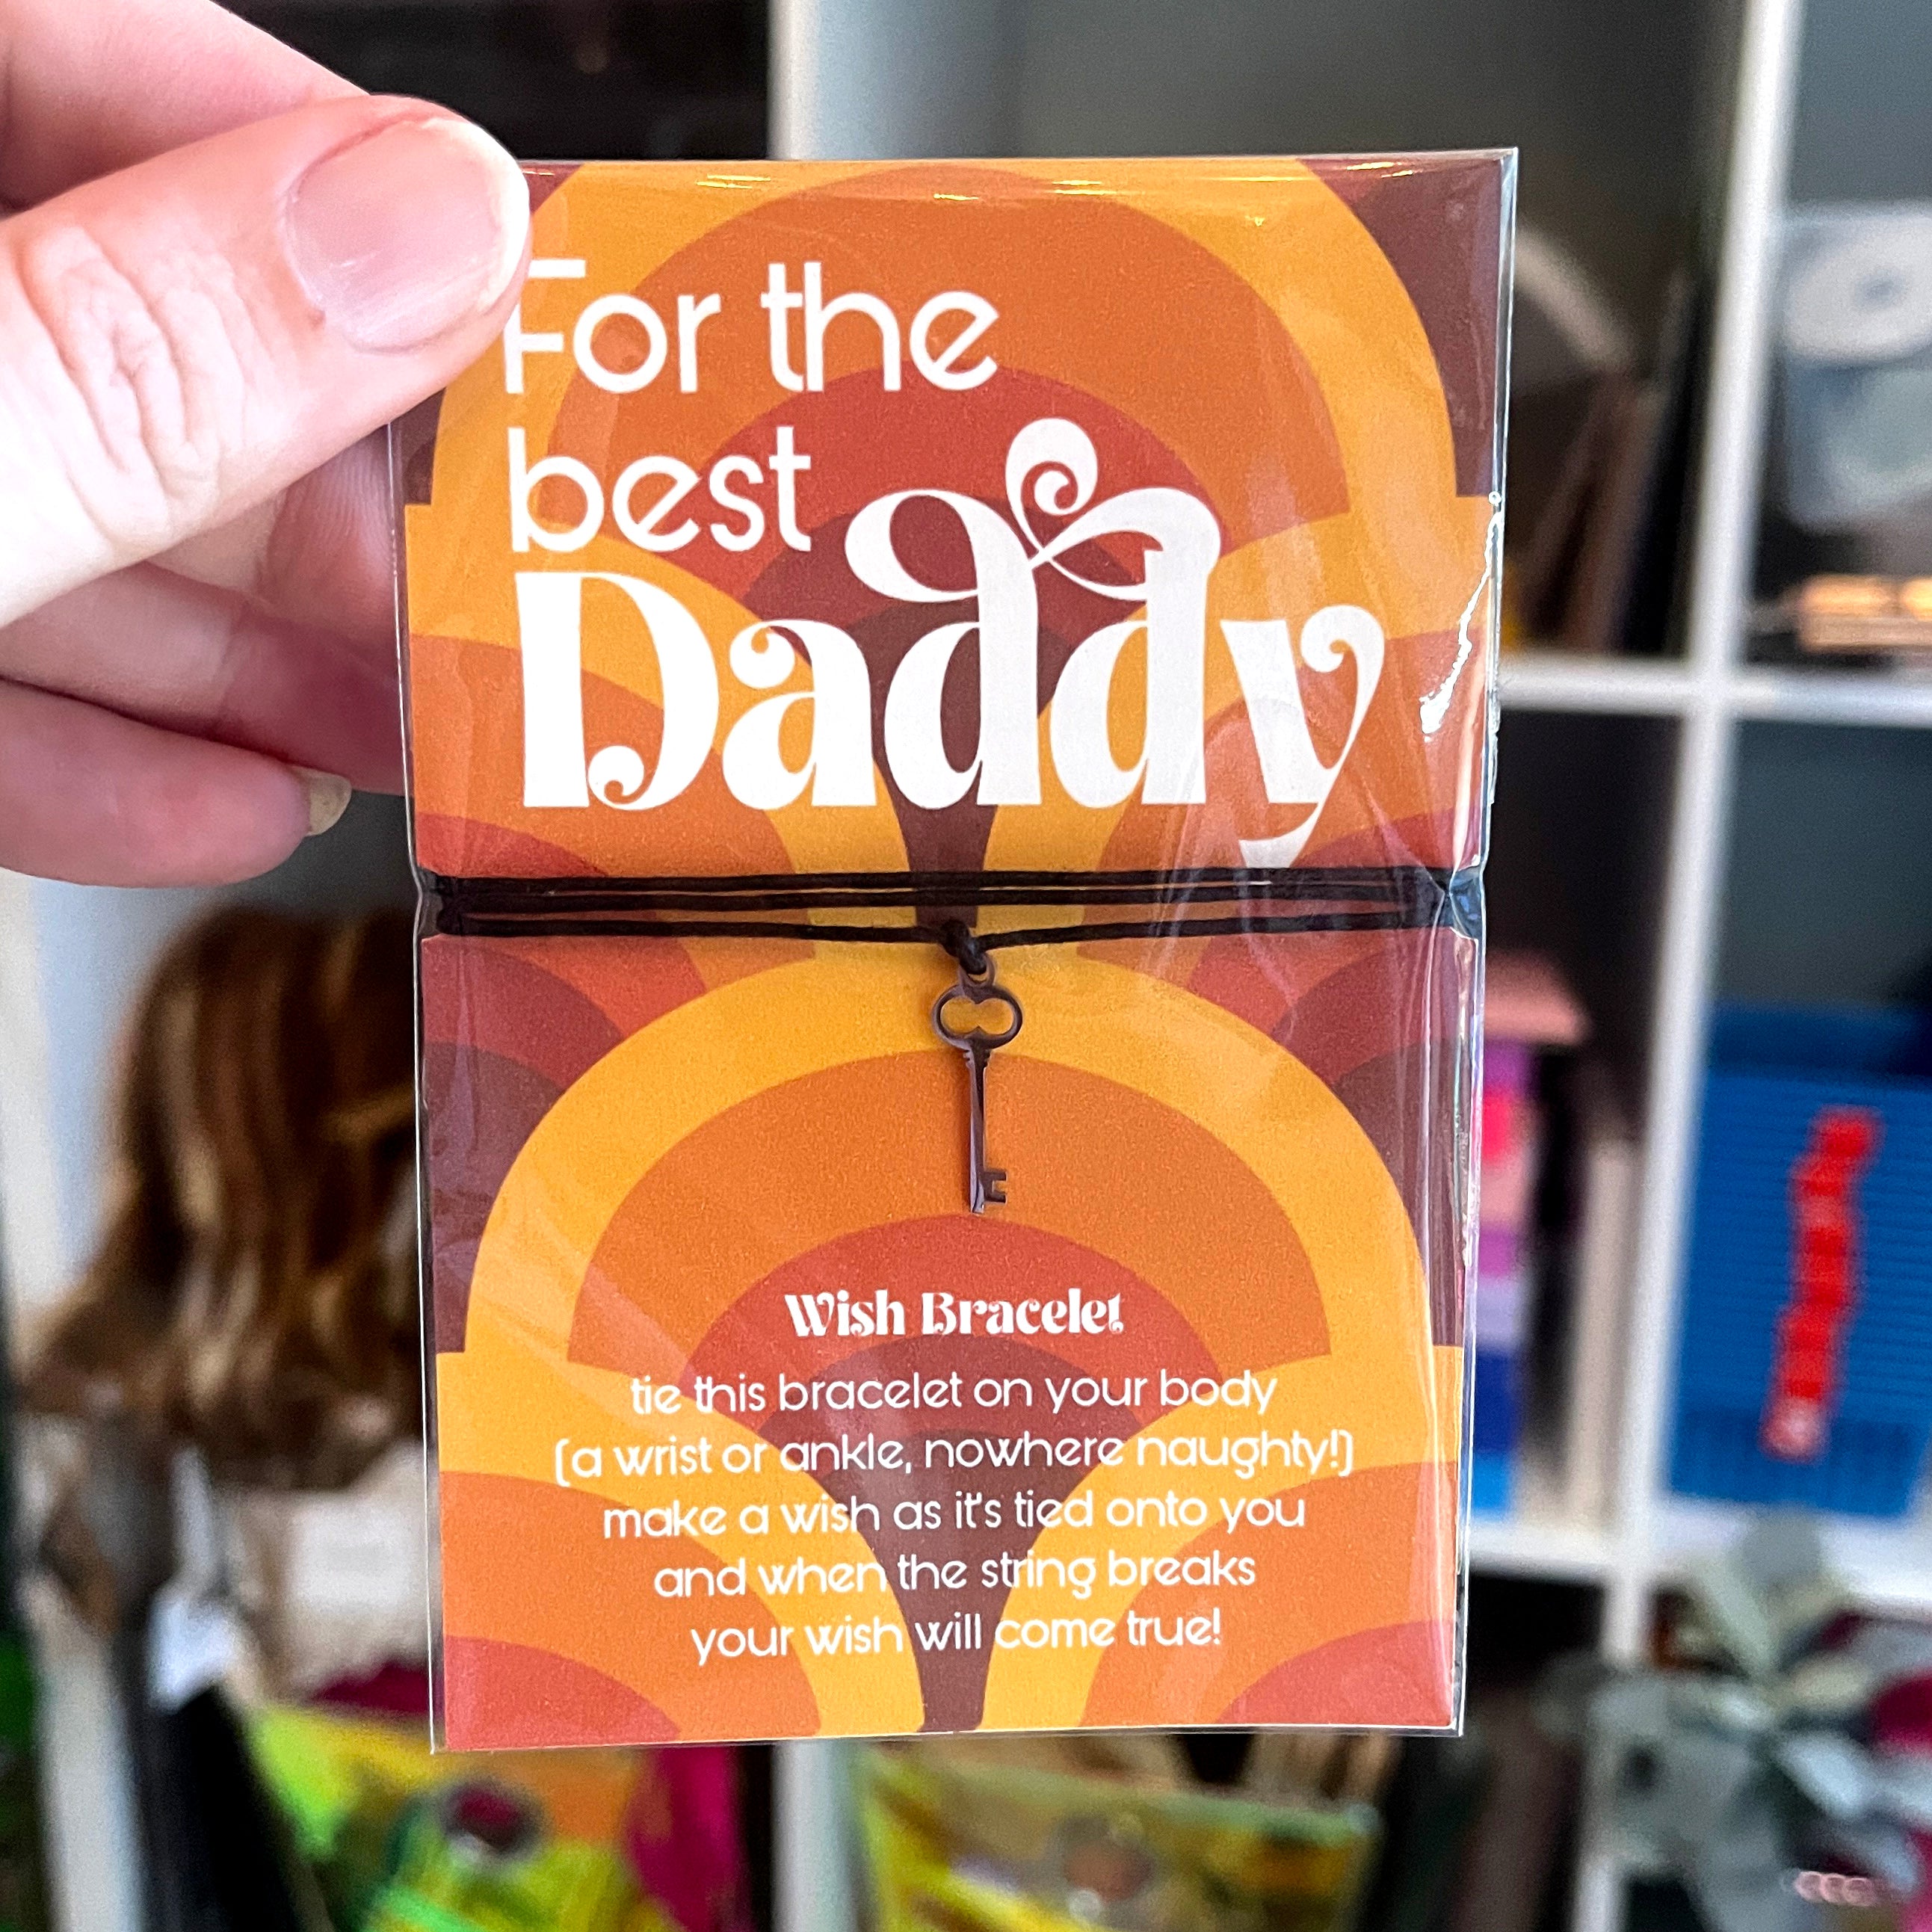 For the
best
Daddy
Wish Bracelet
tie this bracelet on your body
(a wrist or ankle, nowhere naughty!)
make a wish as it's tied onto you
and when the string breaks
your wish will come true!